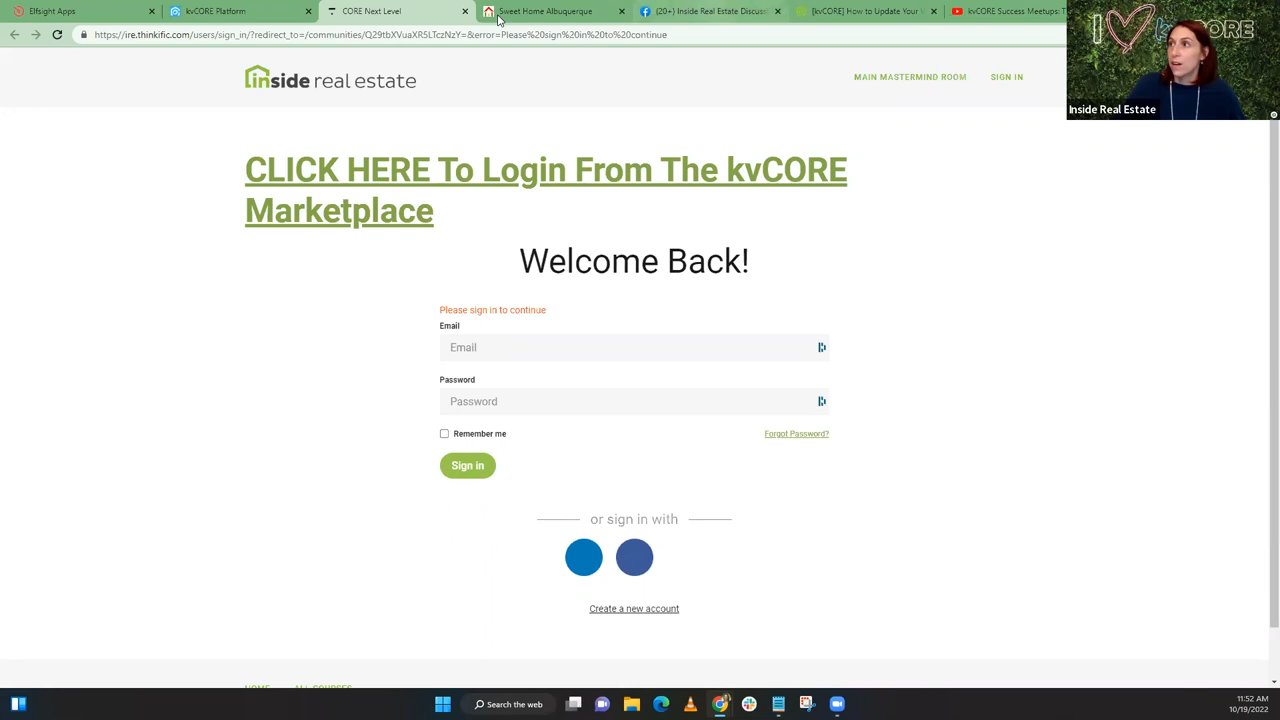 Elfsight Apps
kvCORE Platform
CORE Next Level
Sweet Home Albuquerque
(20+) Inside Real Estate Discuss
[kvCORE] How to Update Your
kvCORE Success Meetups: T
https://ire.thinkific.com/users/sign_in/?redirect_to=/communities/Q29tbXVuaXR5LTczNzY=&error=Please%20sign%20in%20to%20continue
I kvCORE
Inside Real Estate
inside real estate
MAIN MASTERMIND ROOM
SIGN IN
CLICK HERE To Login From The kvCORE
Marketplace
Welcome Back!
Please sign in to continue
Email
Email
Password
Password
Remember me
Forgot Password?
Sign in
or sign in with
Create a new account
HOME
ALL COURSES
Search the web
11:52 AM
10/19/2022